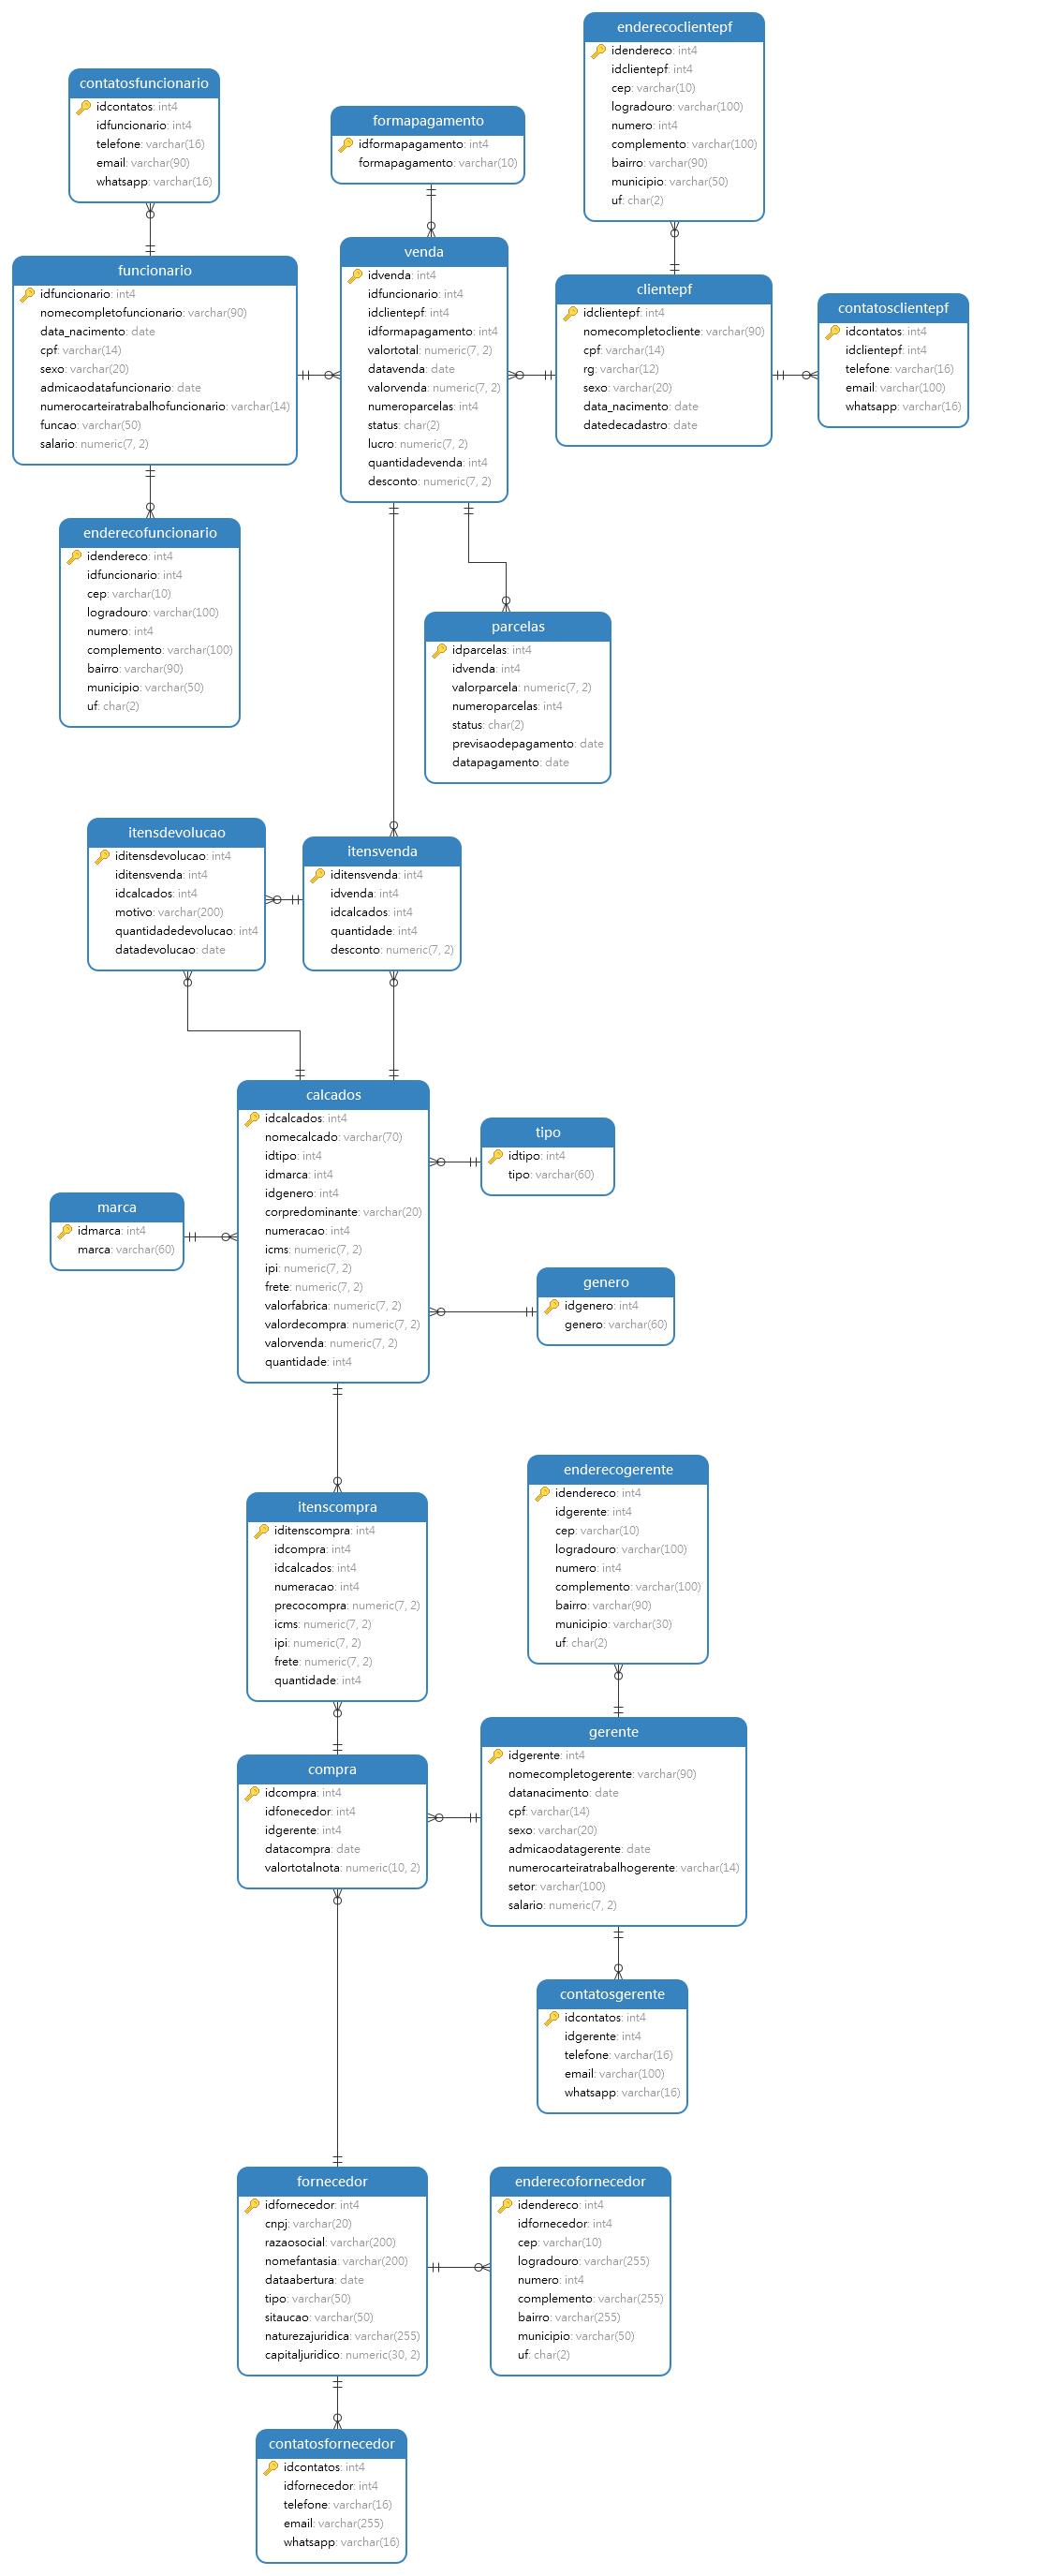 enderecoclientepf
idendereco: int4
idclientepf: int4
cep: varchar(10)
logradouro: varchar(100)
numero: int4
complemento: varchar(100)
bairro: varchar(90)
municipio: varchar(50)
uf: char(2)
contatosfuncionario
idcontatos: int4
idfuncionario: int4
telefone: varchar(16)
email: varchar(90)
whatsapp: varchar(16)
formapagamento
idformapagamento: int4
formapagamento: varchar(10)
funcionario
idfuncionario: int4
nomecompletofuncionario: varchar(90)
data_nacimento: date
cpf: varchar(14)
sexo: varchar(20)
admicaodatafuncionario: date
numerocarteiratrabalhofuncionario: varchar(14)
funcao: varchar(50)
salario: numeric(7, 2)
venda
idvenda: int4
idfuncionario: int4
idclientepf: int4
idformapagamento: int4
valortotal: numeric(7, 2)
datavenda: date
valorvenda: numeric(7, 2)
numeroparcelas: int4
status: char(2)
lucro: numeric(7, 2)
quantidadevenda: int4
desconto: numeric(7, 2)
clientepf
idclientepf: int4
nomecompletocliente: varchar(90)
cpf: varchar(14)
rg: varchar(12)
sexo: varchar(20)
data_nacimento: date
datedecadastro: date
contatosclientepf
idcontatos: int4
idclientepf: int4
telefone: varchar(16)
email: varchar(100)
whatsapp: varchar(16)
enderecofuncionario
idendereco: int4
idfuncionario: int4
cep: varchar(10)
logradouro: varchar(100)
numero: int4
complemento: varchar(100)
bairro: varchar(90)
municipio: varchar(50)
uf: char(2)
parcelas
idparcelas: int4
idvenda: int4
valorparcela: numeric(7, 2)
numeroparcelas: int4
status: char(2)
previsaodepagamento: date
datapagamento: date
itensdevolucao
iditensdevolucao: int4
iditensvenda: int4
idcalcados: int4
motivo: varchar(200)
quantidadedevolucao: int4
datadevolucao: date
itensvenda
iditensvenda: int4
idvenda: int4
idcalcados: int4
quantidade: int4
desconto: numeric(7, 2)
calcados
idcalcados: int4
nomecalcado: varchar(70)
idtipo: int4
idmarca: int4
idgenero: int4
corpredominante: varchar(20)
numeracao: int4
icms: numeric(7, 2)
ipi: numeric(7, 2)
frete: numeric(7, 2)
valorfabrica: numeric(7, 2)
valordecompra: numeric(7, 2)
valorvenda: numeric(7, 2)
quantidade: int4
tipo
idtipo: int4
tipo: varchar(60)
marca
idmarca: int4
marca: varchar(60)
genero
idgenero: int4
genero: varchar(60)
itenscompra
iditenscompra: int4
idcompra: int4
idcalcados: int4
numeracao: int4
precocompra: numeric(7, 2)
icms: numeric(7, 2)
ipi: numeric(7, 2)
frete: numeric(7, 2)
quantidade: int4
enderecogerente
idendereco: int4
idgerente: int4
cep: varchar(10)
logradouro: varchar(100)
numero: int4
complemento: varchar(100)
bairro: varchar(90)
municipio: varchar(30)
uf: char(2)
compra
idcompra: int4
idfonecedor: int4
idgerente: int4
datacompra: date
valortotalnota: numeric(10, 2)
gerente
idgerente: int4
nomecompletogerente: varchar(90)
datanacimento: date
cpf: varchar(14)
sexo: varchar(20)
admicaodatagerente: date
numerocarteiratrabalhogerente: varchar(14)
setor: varchar(100)
salario: numeric(7, 2)
contatosgerente
idcontatos: int4
idgerente: int4
telefone: varchar(16)
email: varchar(100)
whatsapp: varchar(16)
fornecedor
idfornecedor: int4
cnpj: varchar(20)
razaosocial: varchar(200)
nomefantasia: varchar(200)
dataabertura: date
tipo: varchar(50)
sitaucao: varchar(50)
naturezajuridica: varchar(255)
capitaljuridico: numeric(30, 2)
enderecofornecedor
idendereco: int4
idfornecedor: int4
cep: varchar(10)
logradouro: varchar(255)
numero: int4
complemento: varchar(255)
bairro: varchar(255)
municipio: varchar(50)
uf: char(2)
contatosfornecedor
idcontatos: int4
idfornecedor: int4
telefone: varchar(16)
email: varchar(255)
whatsapp: varchar(16)